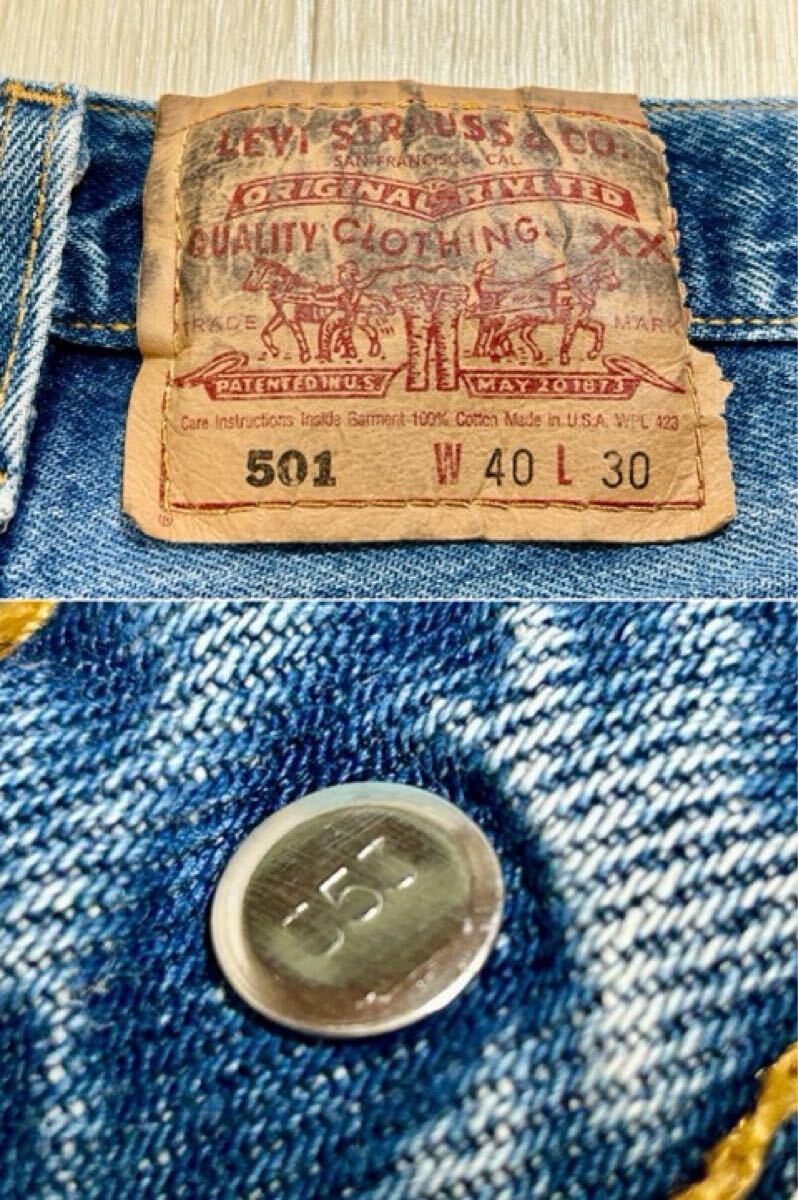 LEVI STRAUSS & CO.
SAN FRANCISCO, CAL.
ORIGINAL RIVETED
QUALITY CLOTHING XX
TRADE MARK
PATENTED IN U.S. MAY 20 1873
Care Instructions Inside Garment 100% Cotton Made in U.S.A. WPL 423
501 W 40 L 30
®